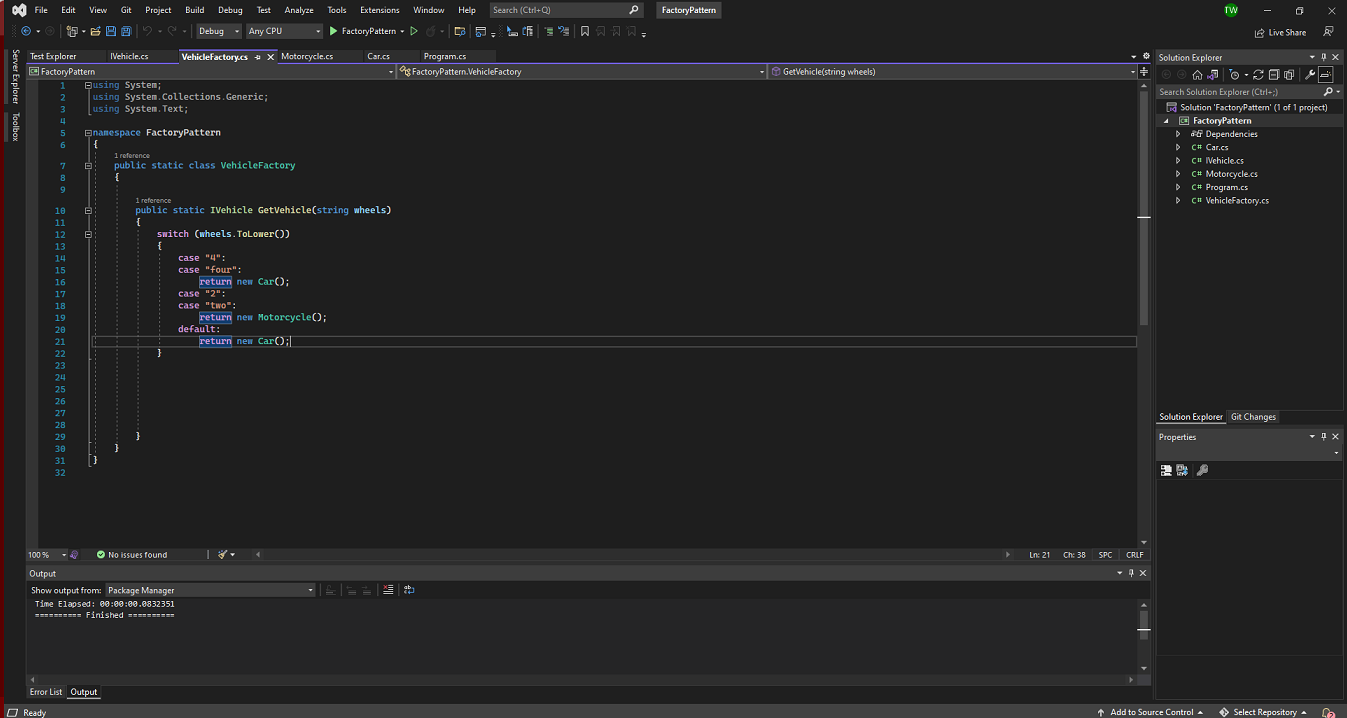 File Edit View Git Project Build Debug Test Analyze Tools Extensions Window Help Search (Ctrl+Q) FactoryPattern TW
Debug Any CPU FactoryPattern Live Share
Server Explorer
Toolbox
Test Explorer IVehicle.cs VehicleFactory.cs Motorcycle.cs Car.cs Program.cs
FactoryPattern FactoryPattern.VehicleFactory GetVehicle(string wheels)
1 using System;
2 using System.Collections.Generic;
3 using System.Text;
4
5 namespace FactoryPattern
6 {
1 reference
7 public static class VehicleFactory
8 {
9
1 reference
10 public static IVehicle GetVehicle(string wheels)
11 {
12 switch (wheels.ToLower())
13 {
14 case "4":
15 case "four":
16 return new Car();
17 case "2":
18 case "two":
19 return new Motorcycle();
20 default:
21 return new Car();
22 }
23
24
25
26
27
28
29 }
30 }
31 }
32
100 % No issues found Ln: 21 Ch: 38 SPC CRLF
Output
Show output from: Package Manager
Time Elapsed: 00:00:00.0832351
========== Finished ==========
Error List Output
Solution Explorer
Search Solution Explorer (Ctrl+;)
Solution 'FactoryPattern' (1 of 1 project)
C# FactoryPattern
Dependencies
C# Car.cs
C# IVehicle.cs
C# Motorcycle.cs
C# Program.cs
C# VehicleFactory.cs
Solution Explorer Git Changes
Properties
Ready Add to Source Control Select Repository 2